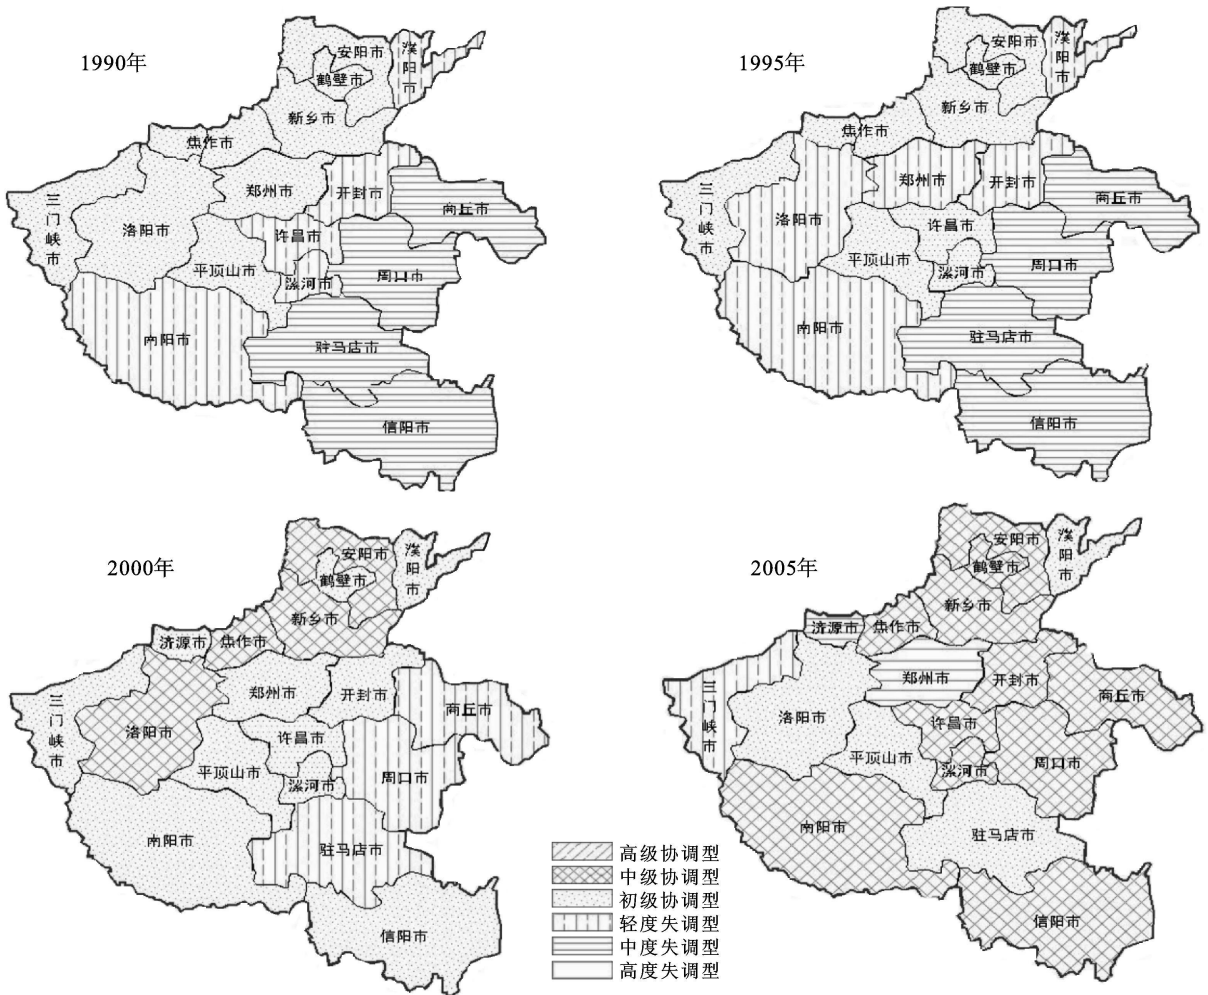 1990年
安阳市
濮阳市
鹤壁市
新乡市
焦作市
三门峡市
洛阳市
郑州市
开封市
商丘市
许昌市
平顶山市
漯河市
周口市
南阳市
驻马店市
信阳市
1995年
安阳市
濮阳市
鹤壁市
新乡市
焦作市
三门峡市
洛阳市
郑州市
开封市
商丘市
许昌市
平顶山市
漯河市
周口市
南阳市
驻马店市
信阳市
2000年
安阳市
濮阳市
鹤壁市
新乡市
济源市
焦作市
三门峡市
洛阳市
郑州市
开封市
商丘市
许昌市
平顶山市
漯河市
周口市
南阳市
驻马店市
信阳市
2005年
安阳市
濮阳市
鹤壁市
新乡市
济源市
焦作市
三门峡市
洛阳市
郑州市
开封市
商丘市
许昌市
平顶山市
漯河市
周口市
南阳市
驻马店市
信阳市
高级协调型
中级协调型
初级协调型
轻度失调型
中度失调型
高度失调型